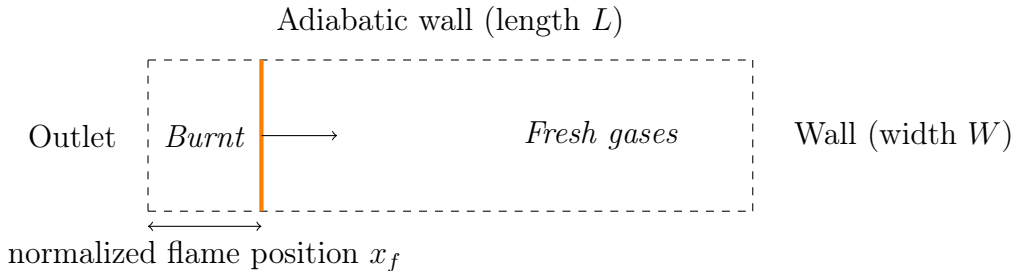 Adiabatic wall (length L)
Outlet
Burnt
Fresh gases
Wall (width W)
normalized flame position x_f